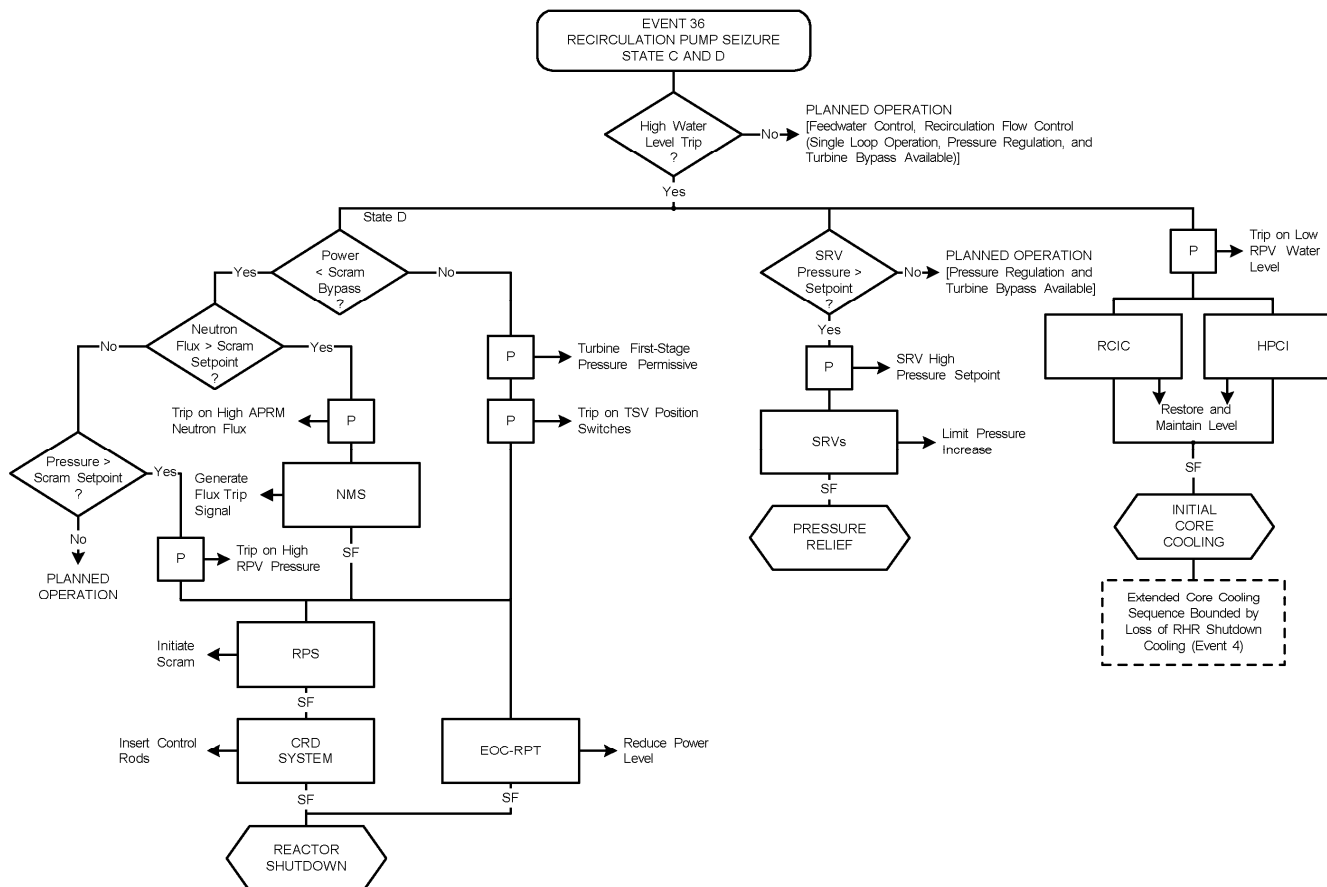 EVENT 36
RECIRCULATION PUMP SEIZURE
STATE C AND D
High Water
Level Trip
?
No
PLANNED OPERATION
[Feedwater Control, Recirculation Flow Control
(Single Loop Operation, Pressure Regulation, and
Turbine Bypass Available)]
Yes
State D
Power
< Scram
Bypass
?
Yes
No
SRV
Pressure >
Setpoint
?
No
PLANNED OPERATION
[Pressure Regulation and
Turbine Bypass Available]
Yes
P
Trip on Low
RPV Water
Level
Neutron
Flux > Scram
Setpoint
?
No
Yes
P
Turbine First-Stage
Pressure Permissive
P
SRV High
Pressure Setpoint
RCIC
HPCI
Restore and
Maintain Level
Trip on High APRM
Neutron Flux
P
P
Trip on TSV Position
Switches
SRVs
Limit Pressure
Increase
SF
PRESSURE
RELIEF
SF
INITIAL
CORE
COOLING
Extended Core Cooling
Sequence Bounded by
Loss of RHR Shutdown
Cooling (Event 4)
Pressure >
Scram Setpoint
?
Yes
No
PLANNED
OPERATION
Generate
Flux Trip
Signal
NMS
SF
P
Trip on High
RPV Pressure
Initiate
Scram
RPS
SF
Insert Control
Rods
CRD
SYSTEM
SF
EOC-RPT
Reduce Power
Level
SF
REACTOR
SHUTDOWN